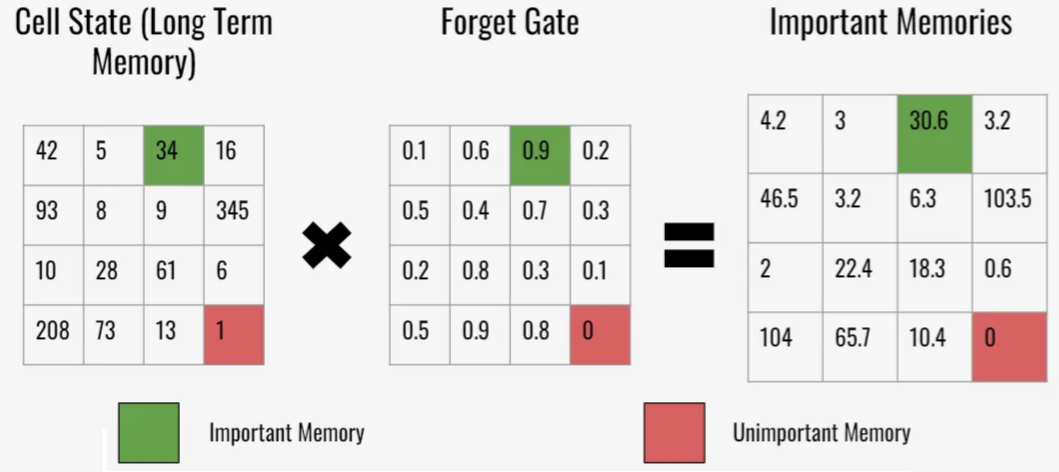 Cell State (Long Term
Memory)
Forget Gate
Important Memories
42 5 34 16
93 8 9 345
10 28 61 6
208 73 13 1
0.1 0.6 0.9 0.2
0.5 0.4 0.7 0.3
0.2 0.8 0.3 0.1
0.5 0.9 0.8 0
4.2 3 30.6 3.2
46.5 3.2 6.3 103.5
2 22.4 18.3 0.6
104 65.7 10.4 0
Important Memory
Unimportant Memory